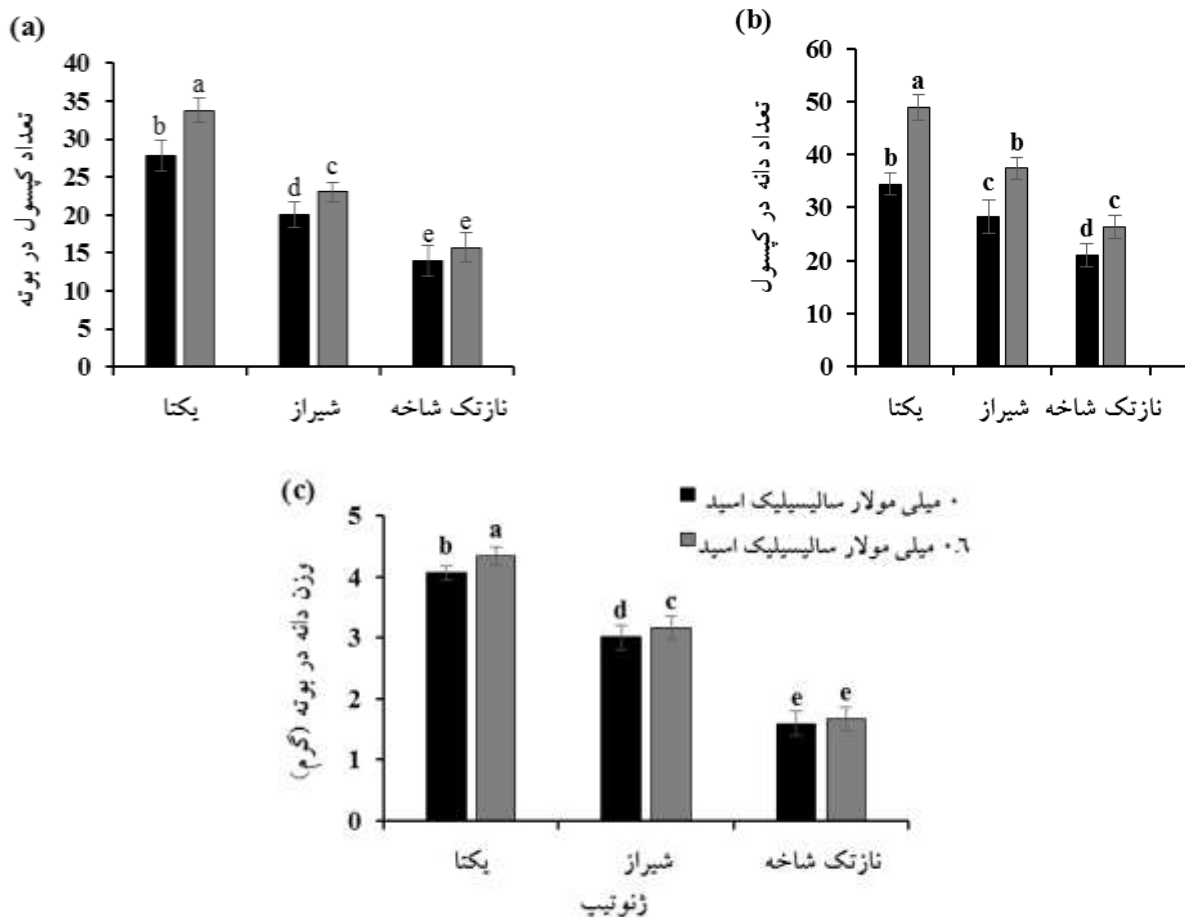 (a)
تعداد کپسول در بوته
40
35
30
25
20
15
10
5
0
b
a
d
c
e
e
یکتا
شیراز
نازتک شاخه
(b)
تعداد دانه در کپسول
60
50
40
30
20
10
0
b
a
c
b
d
c
یکتا
شیراز
نازتک شاخه
(c)
۰ میلی مولار سالیسیلیک اسید
۰.٦ میلی مولار سالیسیلیک اسید
وزن دانه در بوته (گرم)
5
4
3
2
1
0
b
a
d
c
e
e
یکتا
شیراز
نازتک شاخه
ژنوتیپ